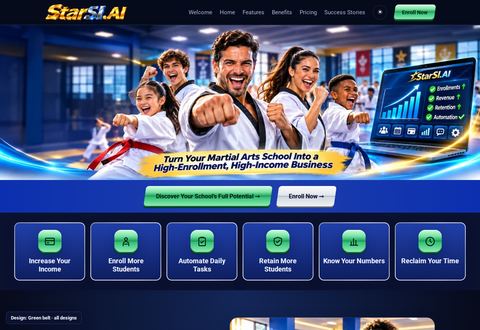 StarSI.AI
Welcome Home Features Benefits Pricing Success Stories
Enroll Now
StarSI.AI
Enrollments
Revenue
Retention
Automation
Turn Your Martial Arts School Into a
High-Enrollment, High-Income Business
Discover Your School's Full Potential →
Enroll Now →
Increase Your
Income
Enroll More
Students
Automate Daily
Tasks
Retain More
Students
Know Your Numbers
Reclaim Your Time
Design: Green belt · all designs